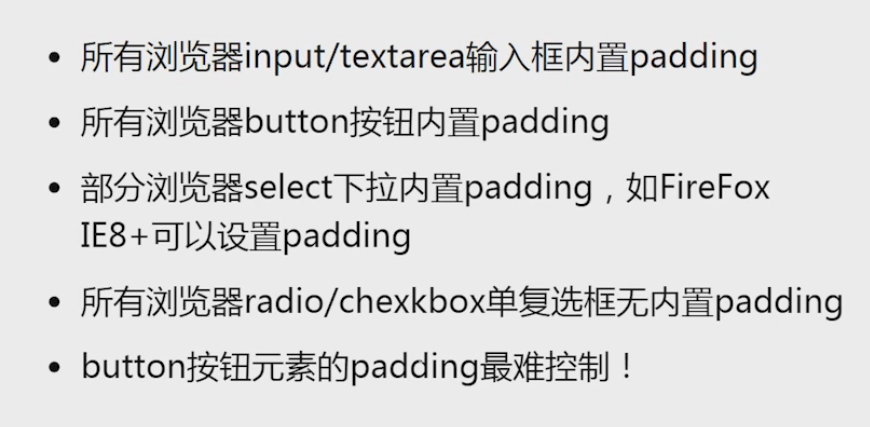 • 所有浏览器input/textarea输入框内置padding
• 所有浏览器button按钮内置padding
• 部分浏览器select下拉内置padding，如FireFox
IE8+可以设置padding
• 所有浏览器radio/chexkbox单复选框无内置padding
• button按钮元素的padding最难控制！